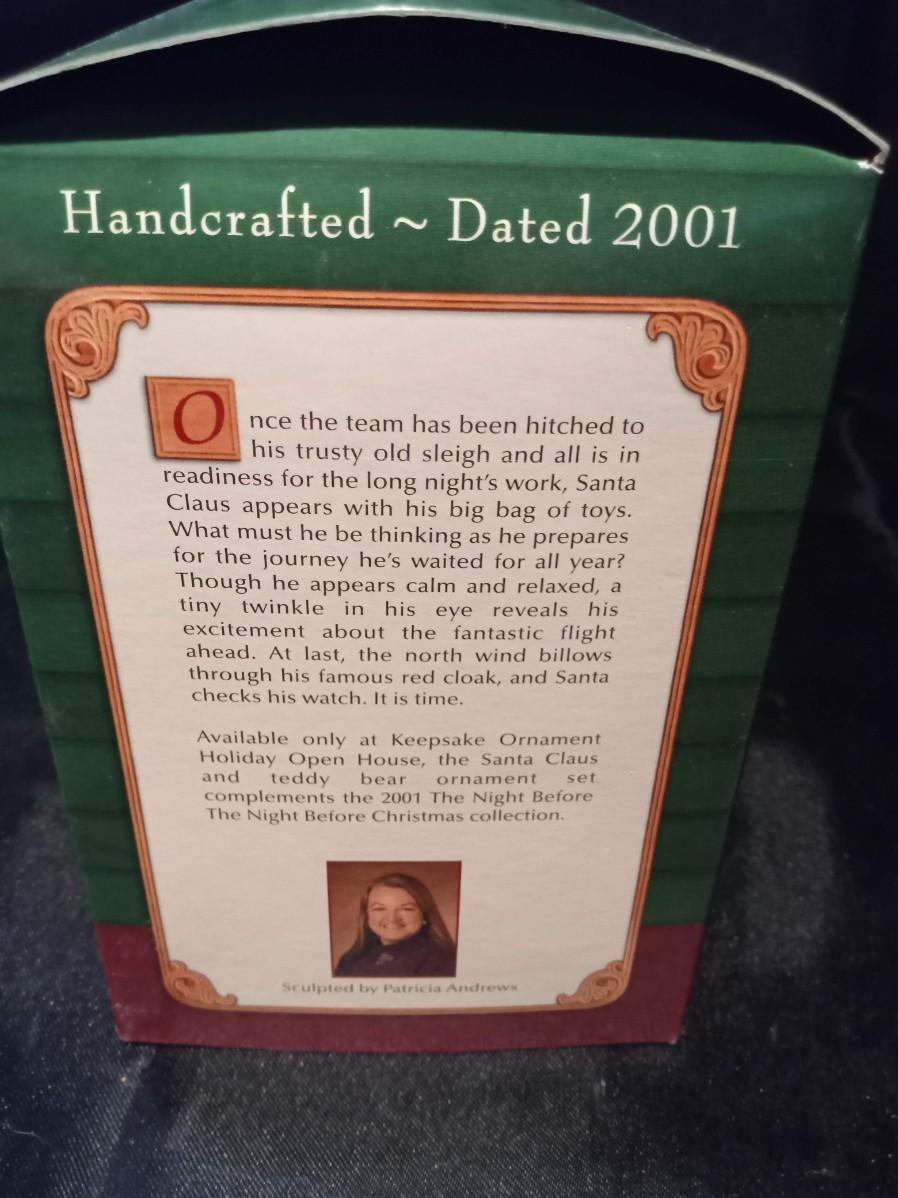 Handcrafted ~ Dated 2001
Once the team has been hitched to
his trusty old sleigh and all is in
readiness for the long night's work, Santa
Claus appears with his big bag of toys.
What must he be thinking as he prepares
for the journey he's waited for all year?
Though he appears calm and relaxed, a
tiny twinkle in his eye reveals his
excitement about the fantastic flight
ahead. At last, the north wind billows
through his famous red cloak, and Santa
checks his watch. It is time.
Available only at Keepsake Ornament
Holiday Open House, the Santa Claus
and teddy bear ornament set
complements the 2001 The Night Before
The Night Before Christmas collection.
Sculpted by Patricia Andrews